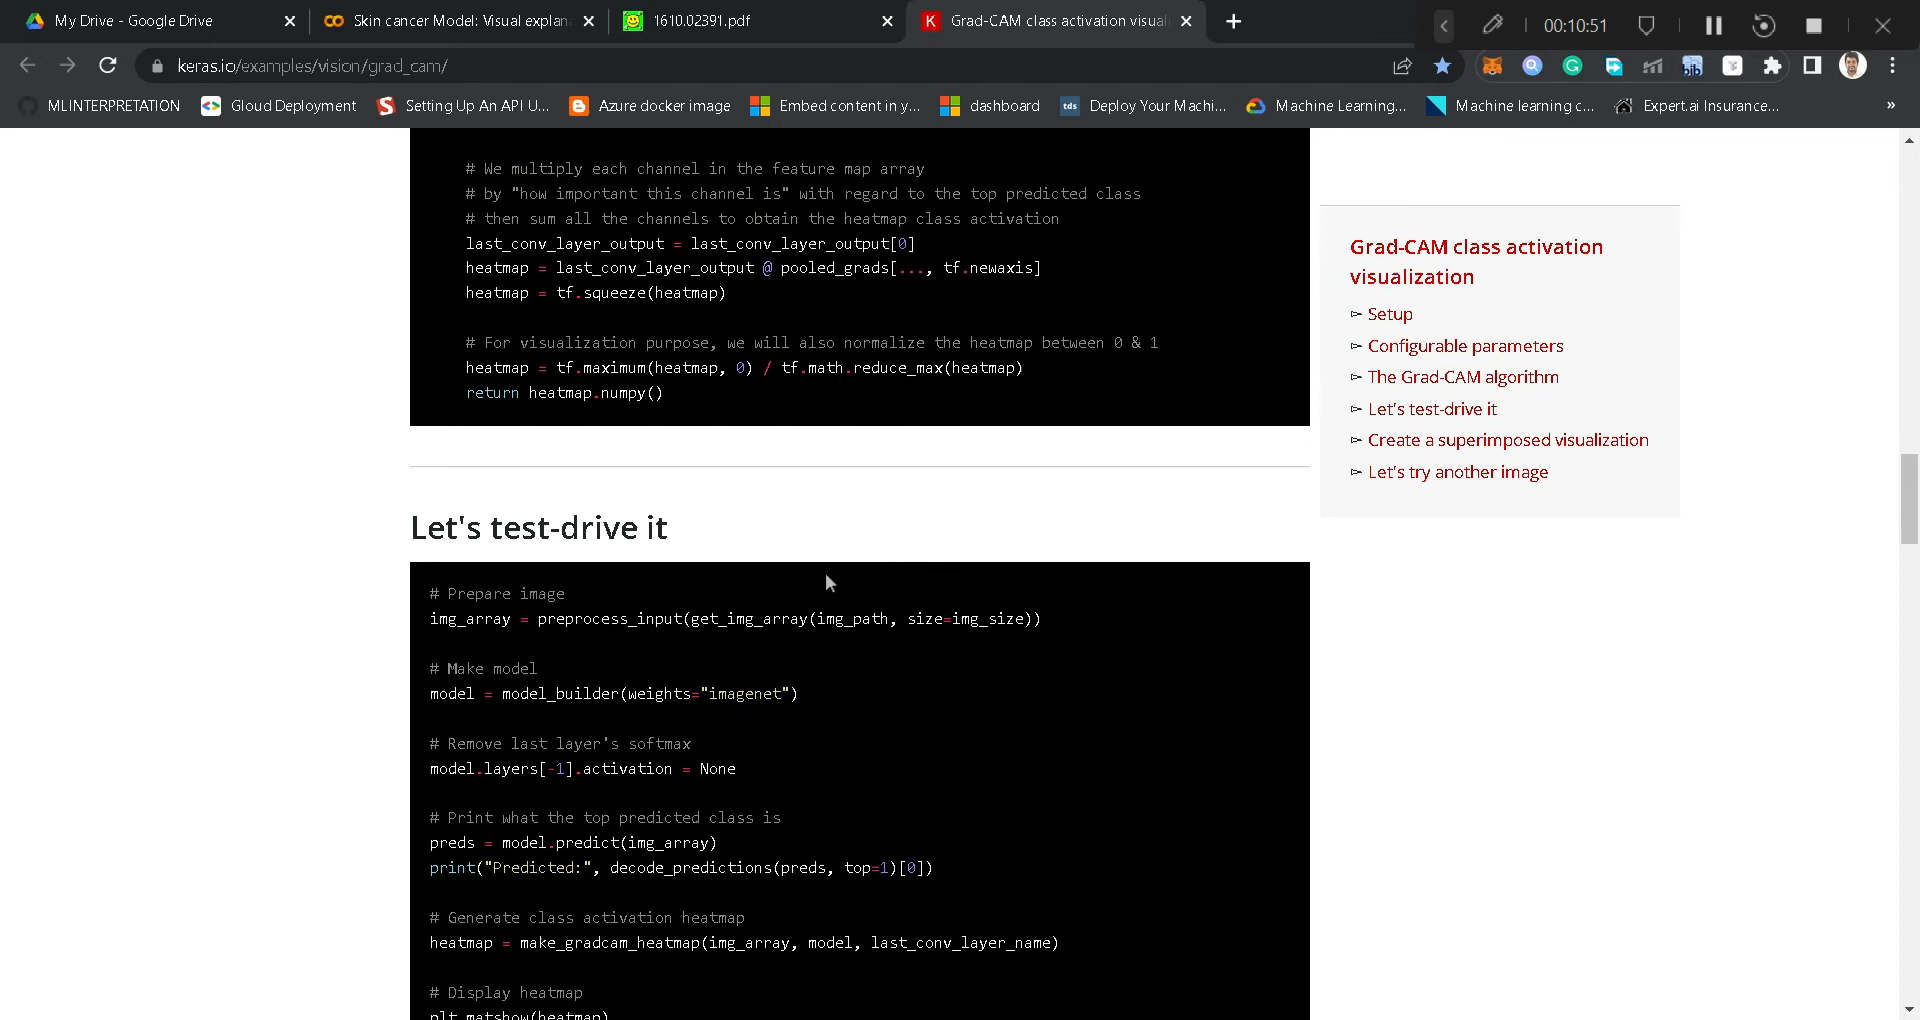 My Drive - Google Drive
Skin cancer Model: Visual explan
1610.02391.pdf
Grad-CAM class activation visual
00:10:51
keras.io/examples/vision/grad_cam/
MLINTERPRETATION
Gloud Deployment
Setting Up An API U...
Azure docker image
Embed content in y...
dashboard
tds
Deploy Your Machi...
Machine Learning...
Machine learning c...
Expert.ai Insurance...
»
# We multiply each channel in the feature map array
# by "how important this channel is" with regard to the top predicted class
# then sum all the channels to obtain the heatmap class activation
last_conv_layer_output = last_conv_layer_output[0]
heatmap = last_conv_layer_output @ pooled_grads[..., tf.newaxis]
heatmap = tf.squeeze(heatmap)
# For visualization purpose, we will also normalize the heatmap between 0 & 1
heatmap = tf.maximum(heatmap, 0) / tf.math.reduce_max(heatmap)
return heatmap.numpy()
Grad-CAM class activation
visualization
Setup
Configurable parameters
The Grad-CAM algorithm
Let's test-drive it
Create a superimposed visualization
Let's try another image
Let's test-drive it
# Prepare image
img_array = preprocess_input(get_img_array(img_path, size=img_size))
# Make model
model = model_builder(weights="imagenet")
# Remove last layer's softmax
model.layers[-1].activation = None
# Print what the top predicted class is
preds = model.predict(img_array)
print("Predicted:", decode_predictions(preds, top=1)[0])
# Generate class activation heatmap
heatmap = make_gradcam_heatmap(img_array, model, last_conv_layer_name)
# Display heatmap
plt.matshow(heatmap)